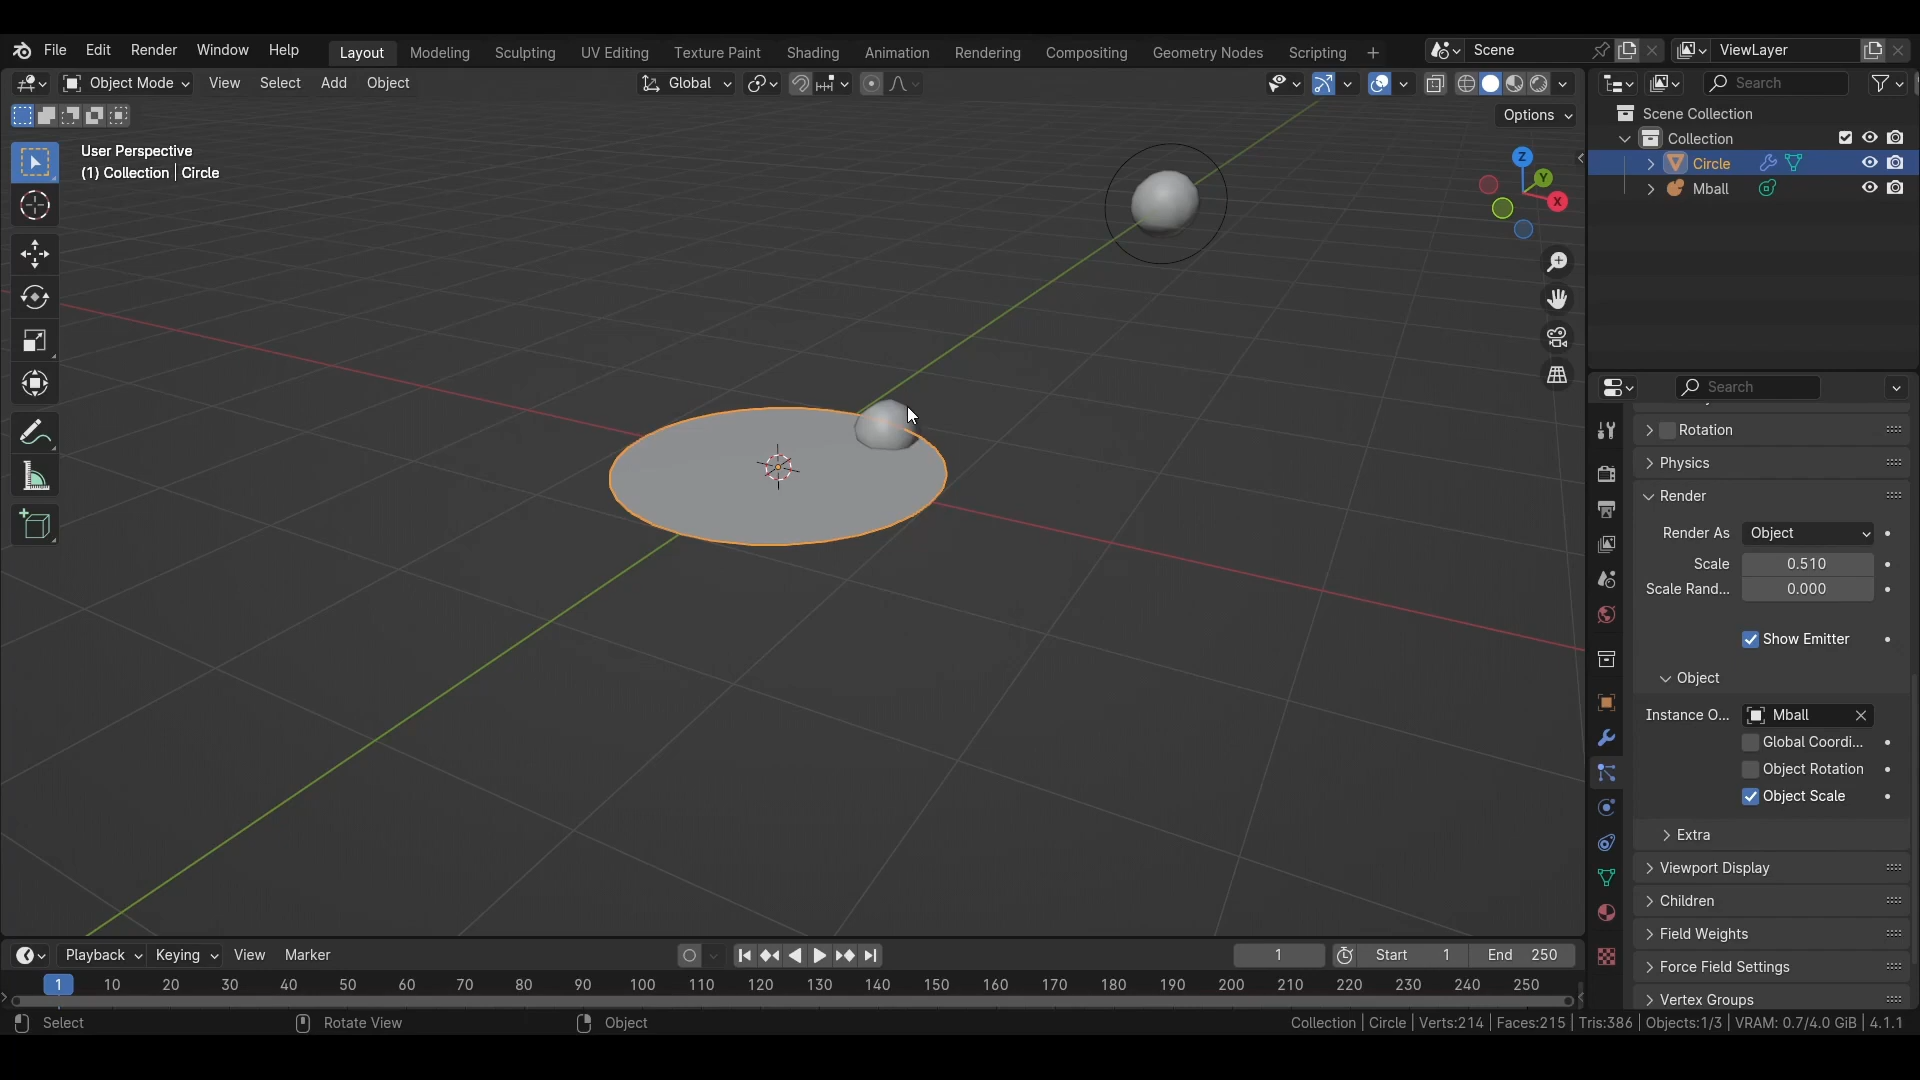 File Edit Render Window Help Layout Modeling Sculpting UV Editing Texture Paint Shading Animation Rendering Compositing Geometry Nodes Scripting + Scene ViewLayer
Object Mode View Select Add Object Global Search
Options
User Perspective
(1) Collection | Circle
Z
Y
X
Scene Collection
Collection
Circle
Mball
Search
Rotation
Physics
Render
Render As Object
Scale 0.510
Scale Rand... 0.000
Show Emitter
Object
Instance O... Mball
Global Coordi...
Object Rotation
Object Scale
Extra
Viewport Display
Children
Field Weights
Force Field Settings
Vertex Groups
Playback Keying View Marker 1 Start 1 End 250
1 10 20 30 40 50 60 70 80 90 100 110 120 130 140 150 160 170 180 190 200 210 220 230 240 250
Select Rotate View Object Collection | Circle | Verts:214 | Faces:215 | Tris:386 | Objects:1/3 | VRAM: 0.7/4.0 GiB | 4.1.1